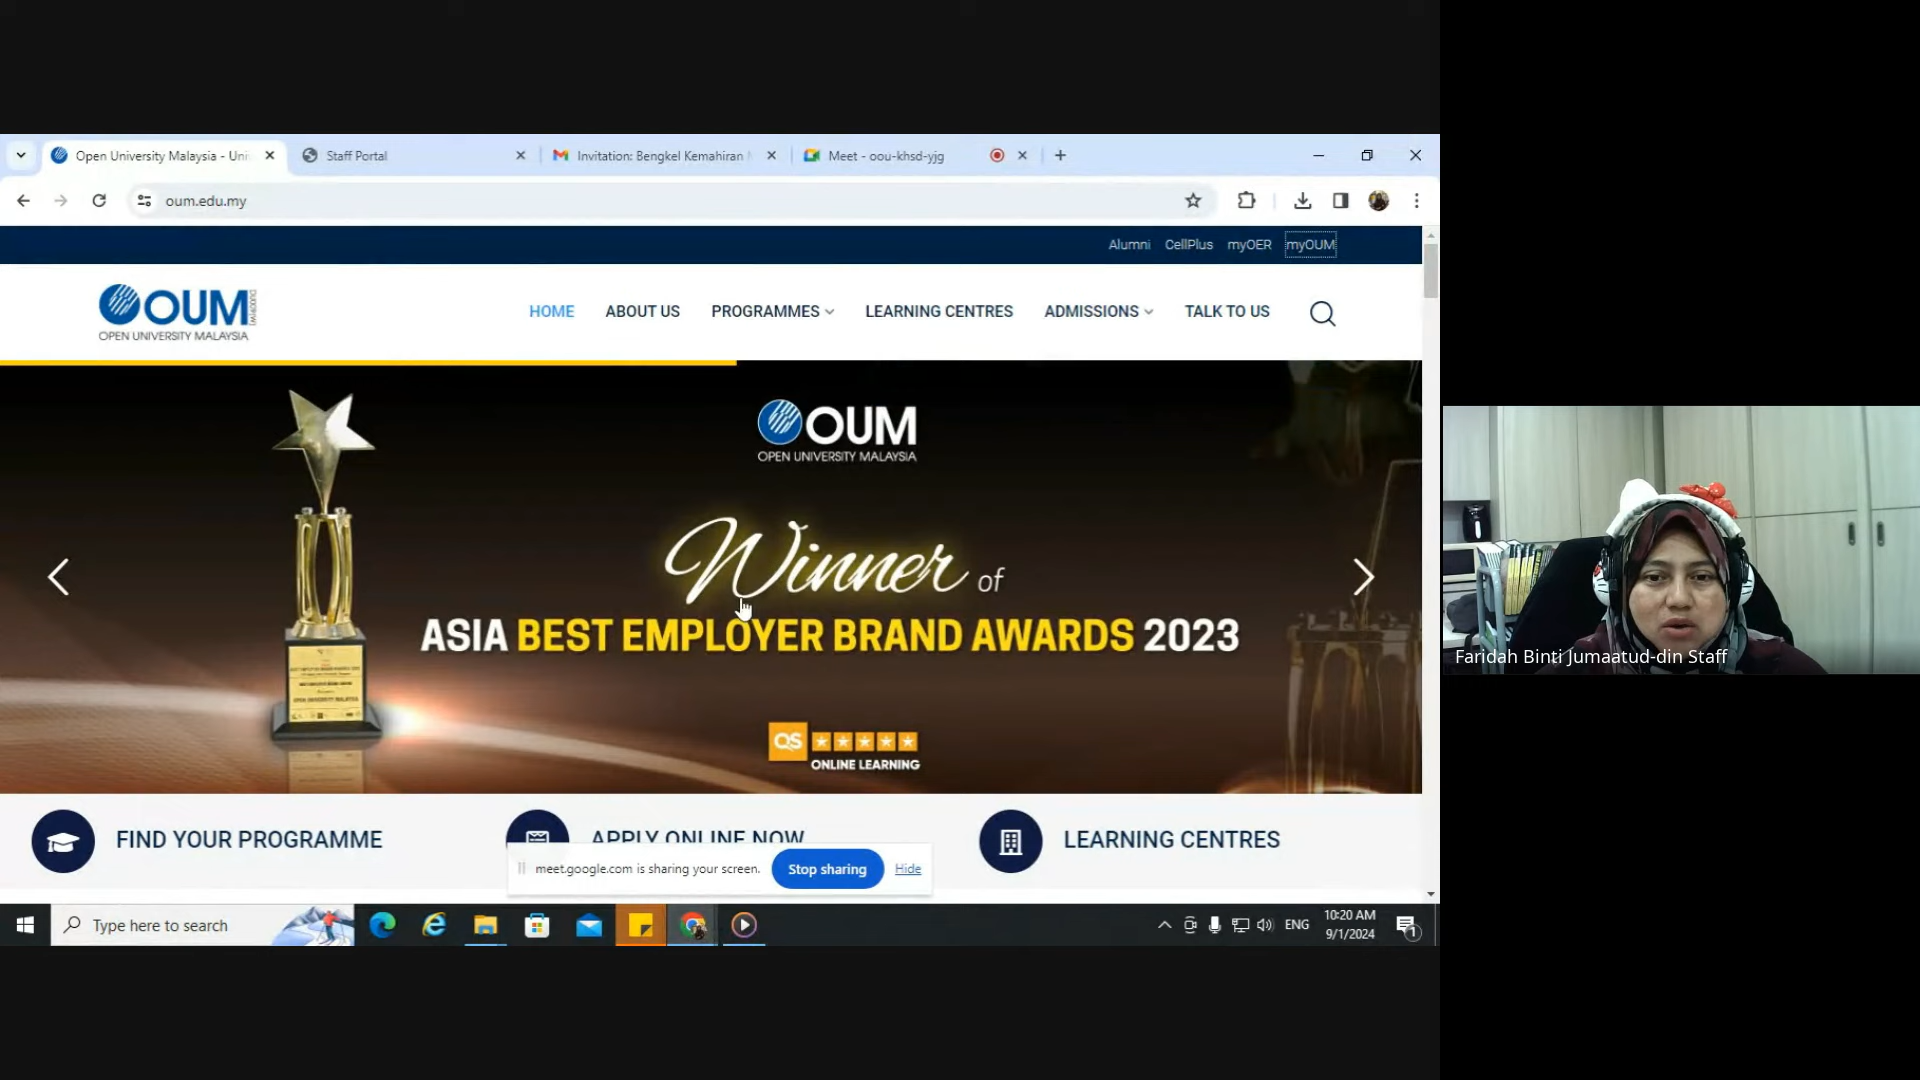 Open University Malaysia - Uni
Staff Portal
Invitation: Bengkel Kemahiran
Meet - oou-khsd-yjg
oum.edu.my
Alumni CellPlus myOER myOUM
OUM
OPEN UNIVERSITY MALAYSIA
HOME ABOUT US PROGRAMMES LEARNING CENTRES ADMISSIONS TALK TO US
OUM
OPEN UNIVERSITY MALAYSIA
Winner of
ASIA BEST EMPLOYER BRAND AWARDS 2023
OPEN UNIVERSITY MALAYSIA
QS
ONLINE LEARNING
FIND YOUR PROGRAMME
APPLY ONLINE NOW
LEARNING CENTRES
meet.google.com is sharing your screen. Stop sharing Hide
Type here to search
ENG
10:20 AM
9/1/2024
1
Faridah Binti Jumaatud-din Staff